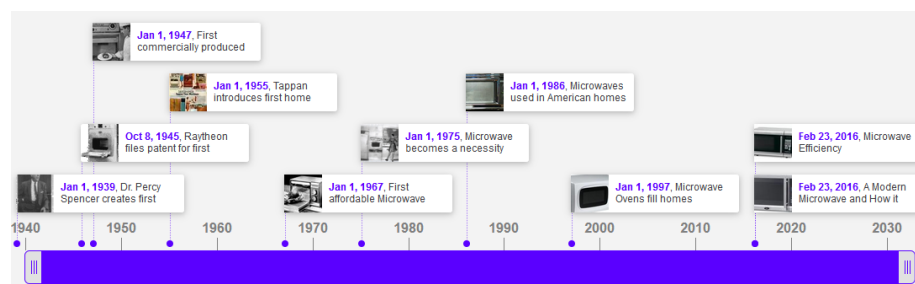 Jan 1, 1947, First
commercially produced
Jan 1, 1955, Tappan
introduces first home
Jan 1, 1986, Microwaves
used in American homes
Oct 8, 1945, Raytheon
files patent for first
Jan 1, 1975, Microwave
becomes a necessity
Feb 23, 2016, Microwave
Efficiency
Jan 1, 1939, Dr. Percy
Spencer creates first
Jan 1, 1967, First
affordable Microwave
Jan 1, 1997, Microwave
Ovens fill homes
Feb 23, 2016, A Modern
Microwave and How it
1940 1950 1960 1970 1980 1990 2000 2010 2020 2030